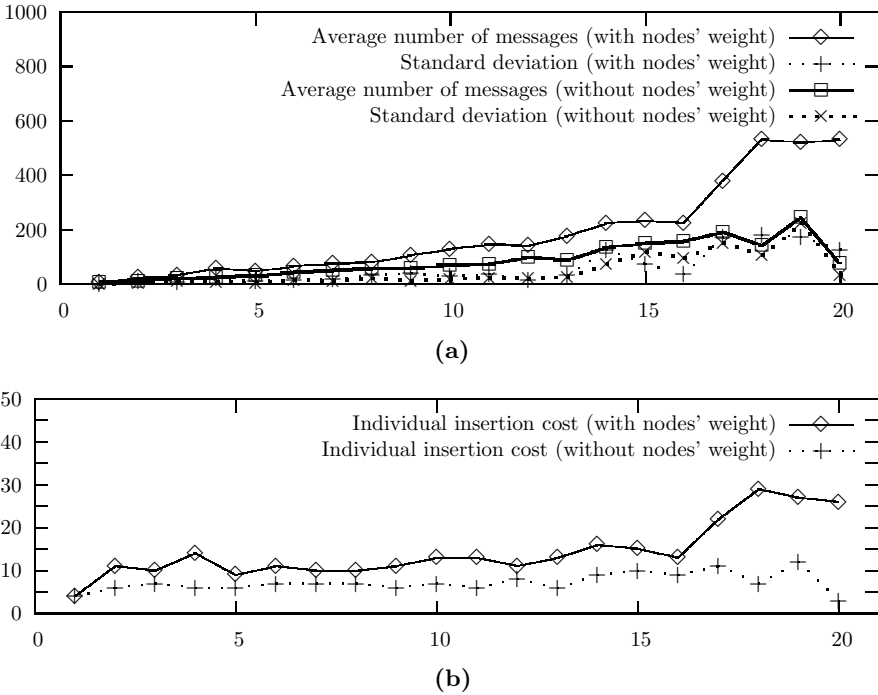 1000
Average number of messages (with nodes' weight)
800
Standard deviation (with nodes' weight)
Average number of messages (without nodes' weight)
600
Standard deviation (without nodes' weight)
400
200
0
0 5 10 15 20
(a)
50
Individual insertion cost (with nodes' weight)
40
Individual insertion cost (without nodes' weight)
30
20
10
0
0 5 10 15 20
(b)